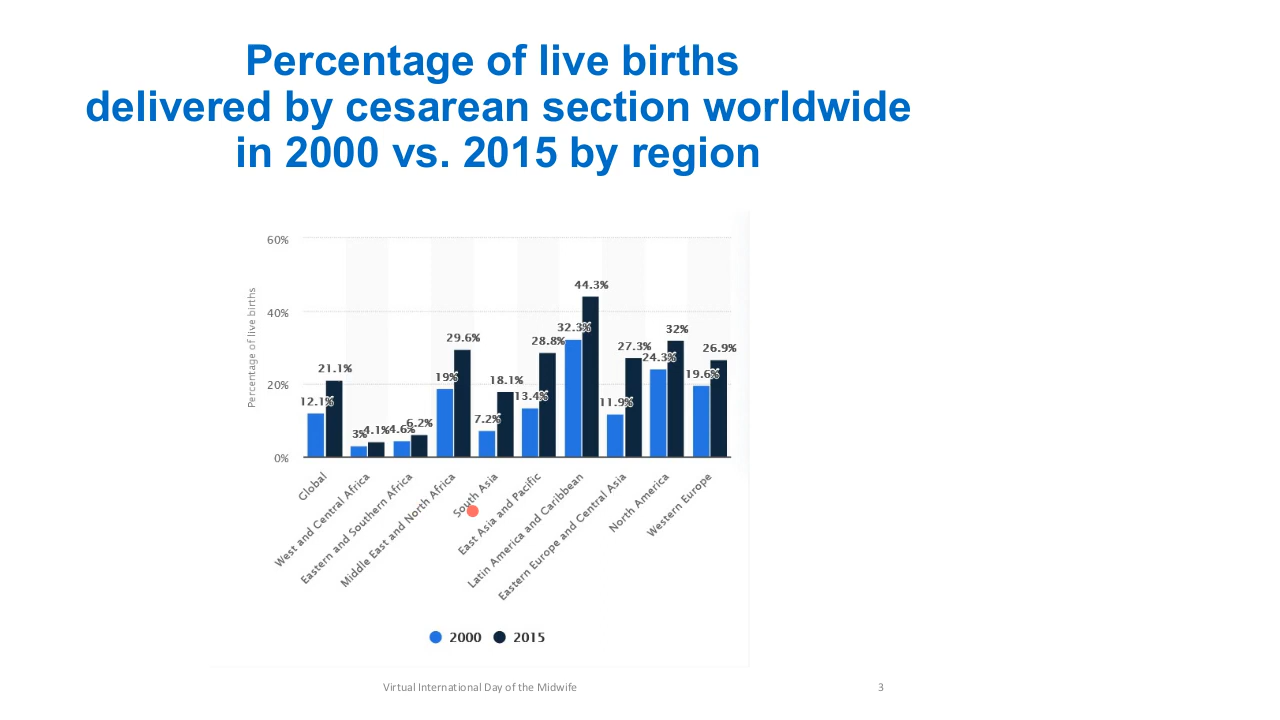 Percentage of live births
delivered by cesarean section worldwide
in 2000 vs. 2015 by region
Percentage of live births
60%
40%
20%
0%
12.1%
21.1%
3%
4.1%
4.6%
6.2%
19%
29.6%
7.2%
18.1%
13.4%
28.8%
32.3%
44.3%
11.9%
27.3%
24.3%
32%
19.6%
26.9%
Global
West and Central Africa
Eastern and Southern Africa
Middle East and North Africa
South Asia
East Asia and Pacific
Latin America and Caribbean
Eastern Europe and Central Asia
North America
Western Europe
2000 2015
Virtual International Day of the Midwife 3